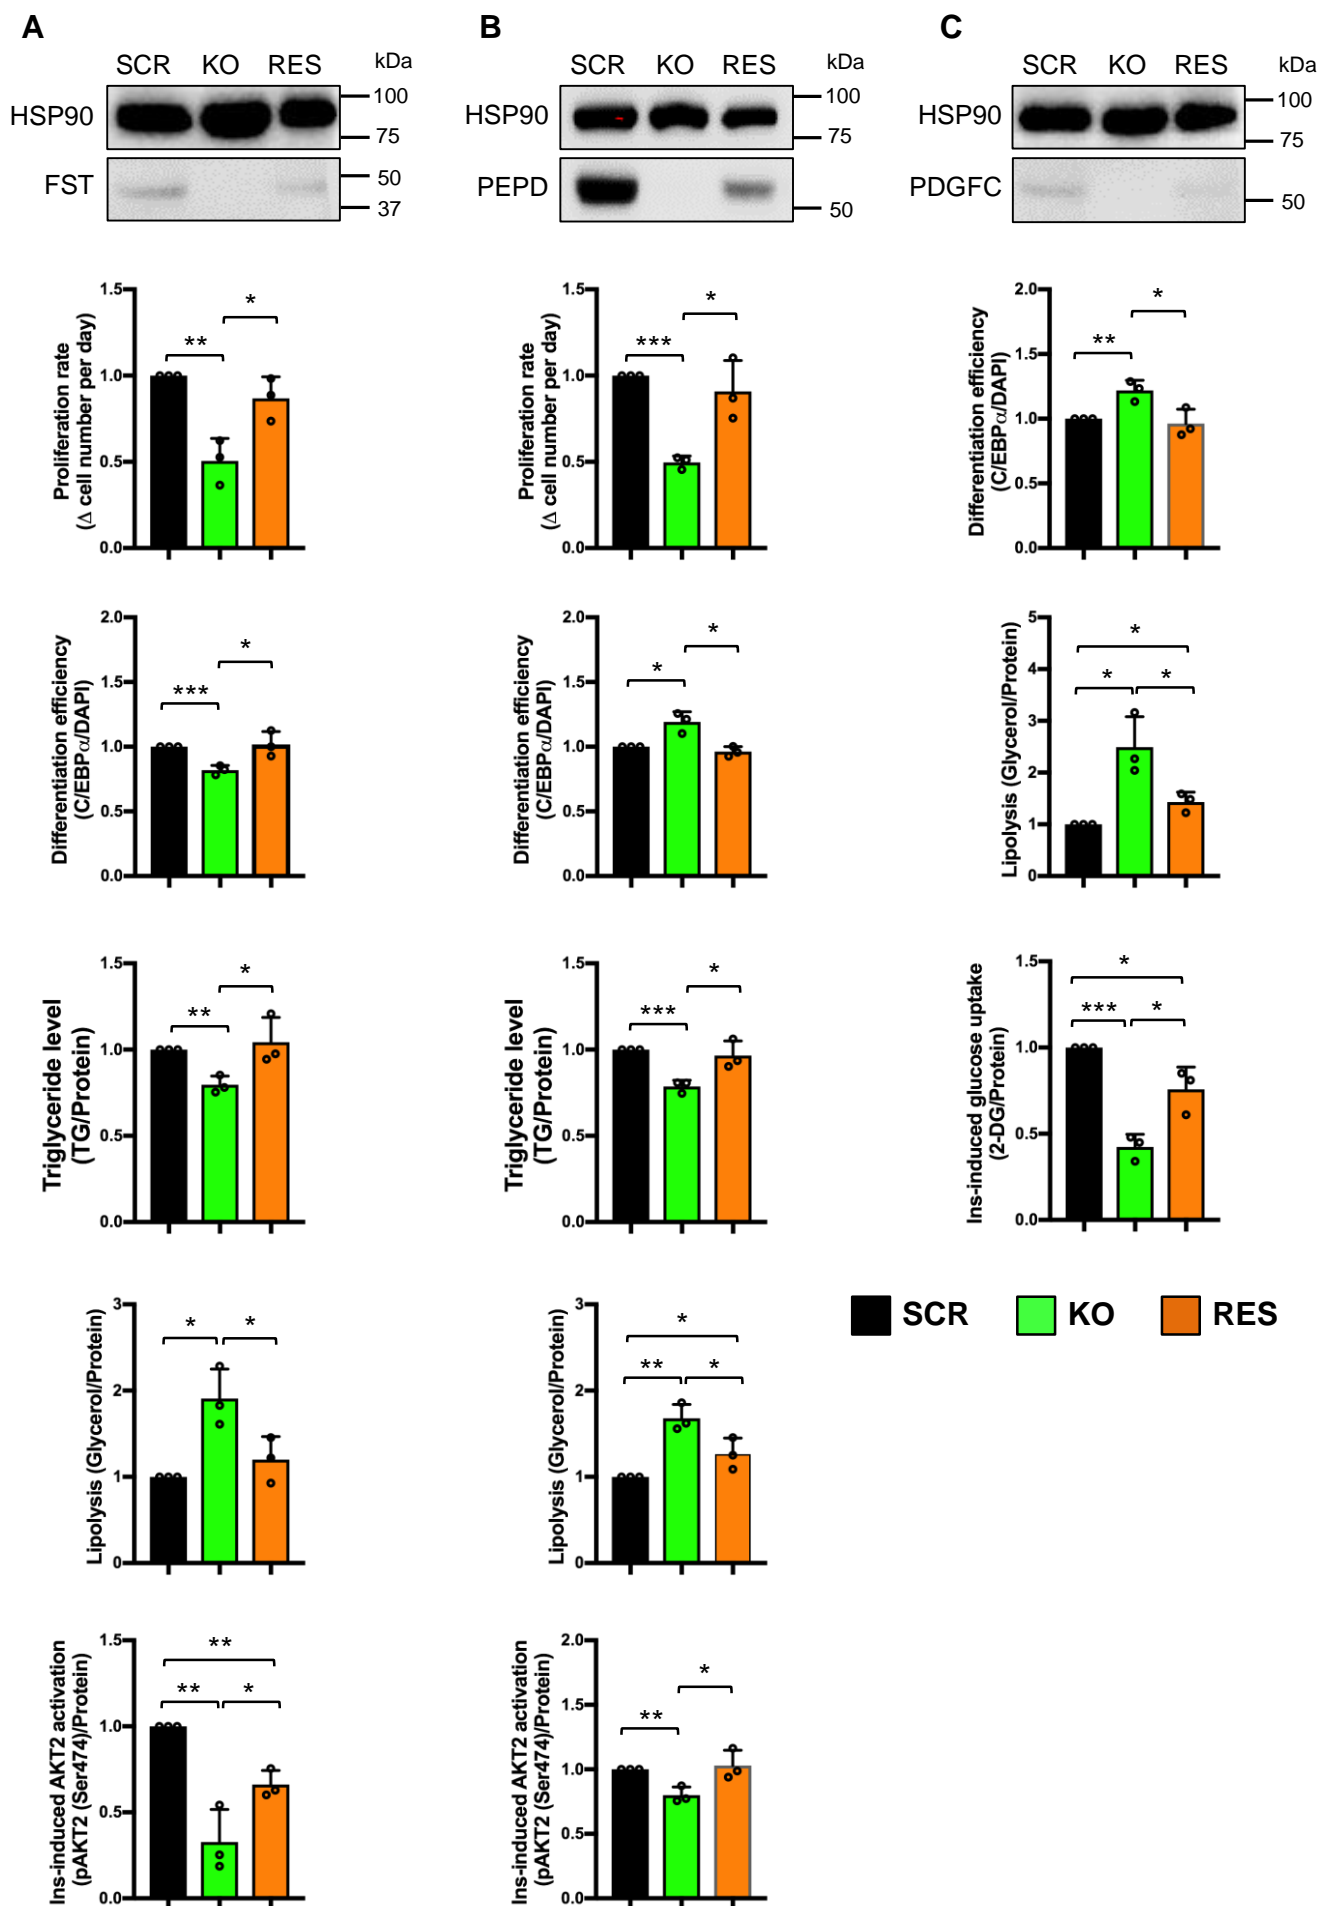 A
SCR KO RES kDa
HSP90
100
75
FST
50
37
Proliferation rate
(Δ cell number per day)
1.5
1.0
0.5
0.0
**
*
Differentiation efficiency
(C/EBPα/DAPI)
2.0
1.5
1.0
0.5
0.0
***
*
Triglyceride level
(TG/Protein)
1.5
1.0
0.5
0.0
**
*
Lipolysis (Glycerol/Protein)
3
2
1
0
*
*
Ins-induced AKT2 activation
(pAKT2 (Ser474)/Protein)
1.5
1.0
0.5
0.0
**
**
*
B
SCR KO RES kDa
HSP90
100
75
PEPD
50
Proliferation rate
(Δ cell number per day)
1.5
1.0
0.5
0.0
***
*
Differentiation efficiency
(C/EBPα/DAPI)
2.0
1.5
1.0
0.5
0.0
*
*
Triglyceride level
(TG/Protein)
1.5
1.0
0.5
0.0
***
*
Lipolysis (Glycerol/Protein)
3
2
1
0
*
**
*
Ins-induced AKT2 activation
(pAKT2 (Ser474)/Protein)
2.0
1.5
1.0
0.5
0.0
**
*
C
SCR KO RES kDa
HSP90
100
75
PDGFC
50
Differentiation efficiency
(C/EBPα/DAPI)
2.0
1.5
1.0
0.5
0.0
**
*
Lipolysis (Glycerol/Protein)
5
4
3
2
1
0
*
*
*
Ins-induced glucose uptake
(2-DG/Protein)
1.5
1.0
0.5
0.0
*
***
*
SCR KO RES